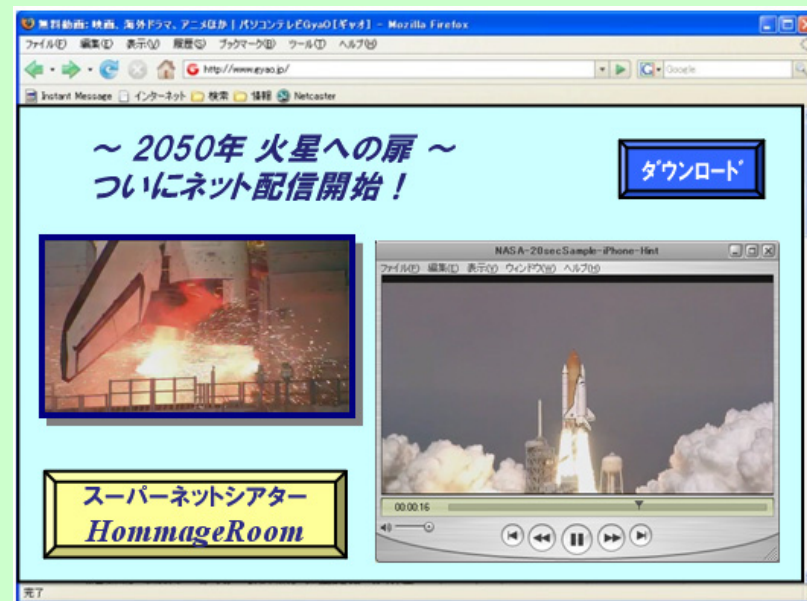 無料動画: 映画、海外ドラマ、アニメほか | パソコンテレビGyaO[ギャオ] - Mozilla Firefox
ファイル(F) 編集(E) 表示(V) 履歴(S) ブックマーク(B) ツール(T) ヘルプ(H)
http://www.gyao.jp/
Google
Instant Message インターネット 検索 情報 Netcaster
～ 2050年 火星への扉 ～
ついにネット配信開始！
ダウンロード
NASA-20secSample-iPhone-Hint
ファイル(F) 編集(E) 表示(V) ウィンドウ(W) ヘルプ(H)
00:00:16
スーパーネットシアター
HommageRoom
完了